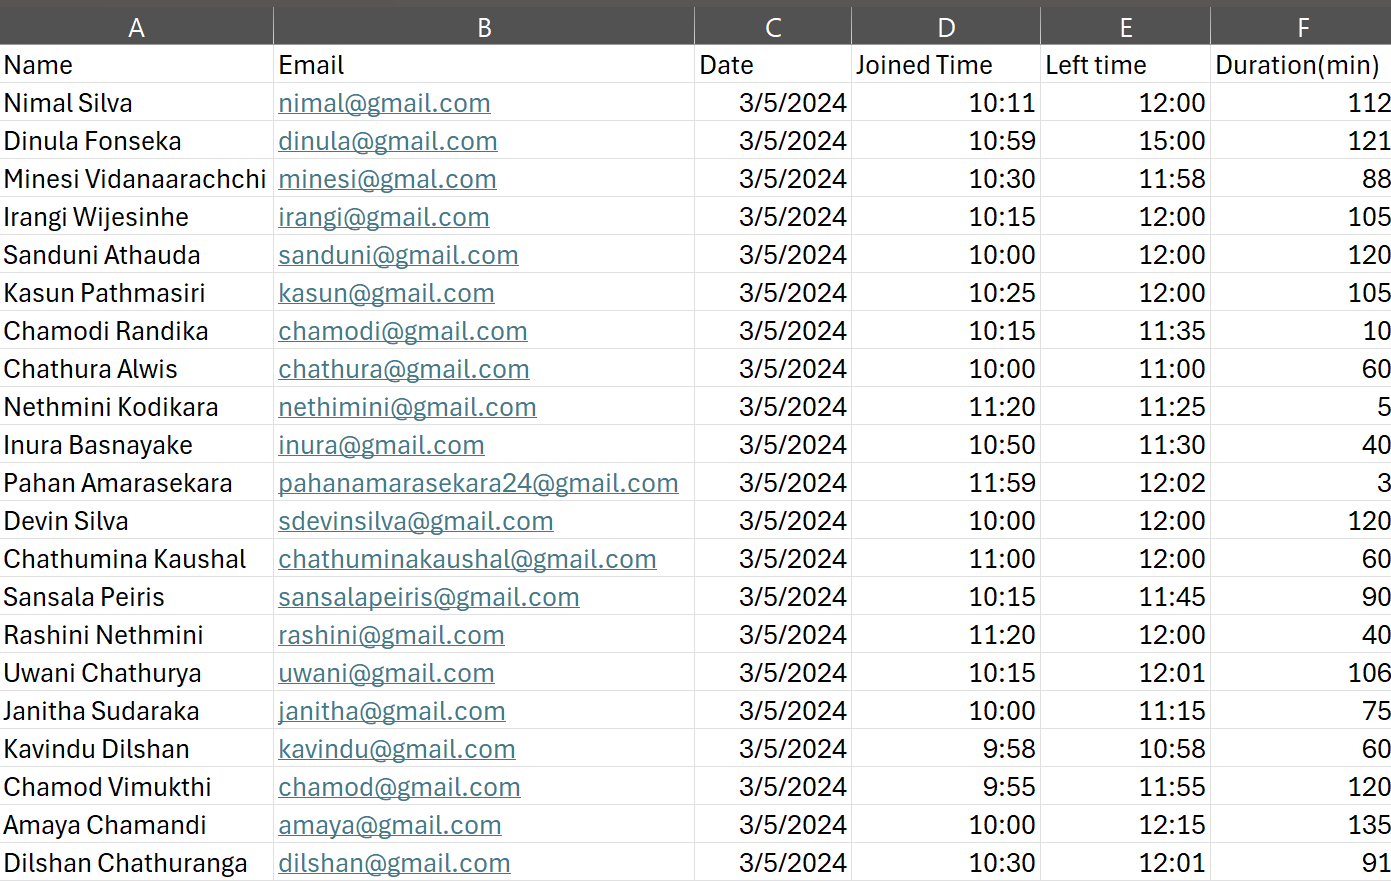 A B C D E F
Name Email Date Joined Time Left time Duration(min)
Nimal Silva nimal@gmail.com 3/5/2024 10:11 12:00 112
Dinula Fonseka dinula@gmail.com 3/5/2024 10:59 15:00 121
Minesi Vidanaarachchi minesi@gmal.com 3/5/2024 10:30 11:58 88
Irangi Wijesinhe irangi@gmail.com 3/5/2024 10:15 12:00 105
Sanduni Athauda sanduni@gmail.com 3/5/2024 10:00 12:00 120
Kasun Pathmasiri kasun@gmail.com 3/5/2024 10:25 12:00 105
Chamodi Randika chamodi@gmail.com 3/5/2024 10:15 11:35 10
Chathura Alwis chathura@gmail.com 3/5/2024 10:00 11:00 60
Nethmini Kodikara nethimini@gmail.com 3/5/2024 11:20 11:25 5
Inura Basnayake inura@gmail.com 3/5/2024 10:50 11:30 40
Pahan Amarasekara pahanamarasekara24@gmail.com 3/5/2024 11:59 12:02 3
Devin Silva sdevinsilva@gmail.com 3/5/2024 10:00 12:00 120
Chathumina Kaushal chathuminakaushal@gmail.com 3/5/2024 11:00 12:00 60
Sansala Peiris sansalapeiris@gmail.com 3/5/2024 10:15 11:45 90
Rashini Nethmini rashini@gmail.com 3/5/2024 11:20 12:00 40
Uwani Chathurya uwani@gmail.com 3/5/2024 10:15 12:01 106
Janitha Sudaraka janitha@gmail.com 3/5/2024 10:00 11:15 75
Kavindu Dilshan kavindu@gmail.com 3/5/2024 9:58 10:58 60
Chamod Vimukthi chamod@gmail.com 3/5/2024 9:55 11:55 120
Amaya Chamandi amaya@gmail.com 3/5/2024 10:00 12:15 135
Dilshan Chathuranga dilshan@gmail.com 3/5/2024 10:30 12:01 91